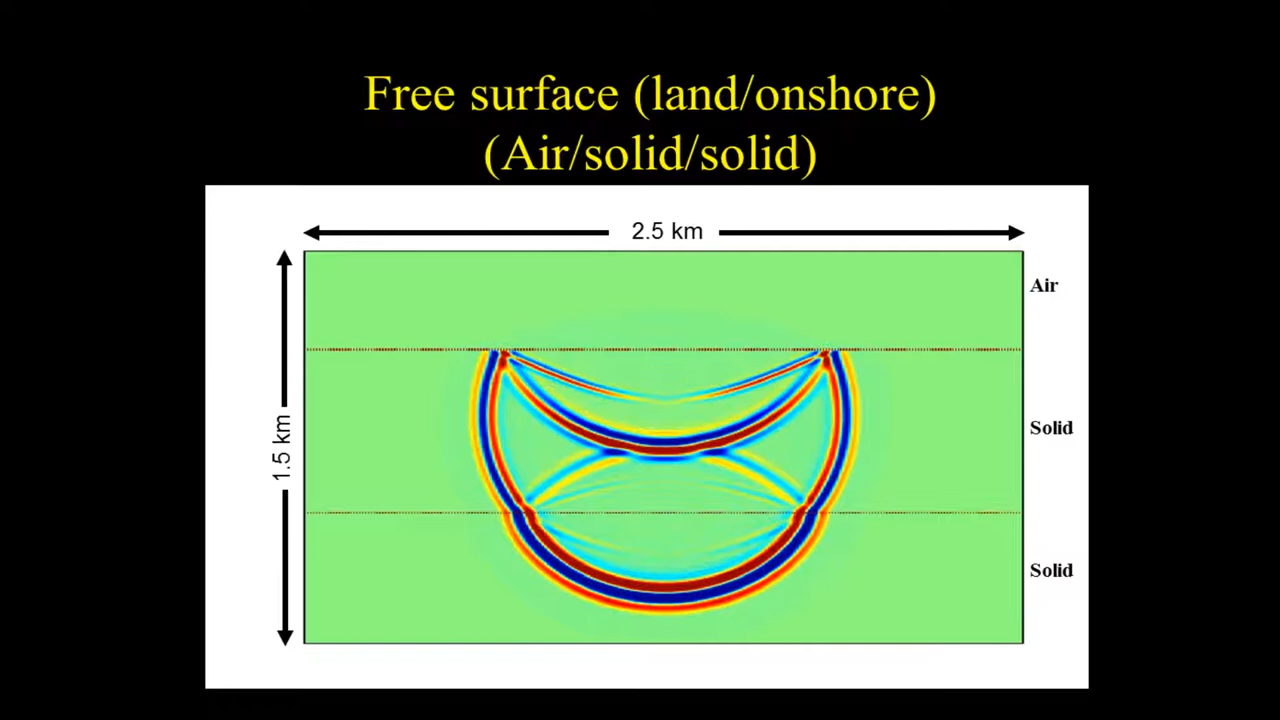 Free surface (land/onshore)
(Air/solid/solid)
2.5 km
Air
1.5 km
Solid
Solid